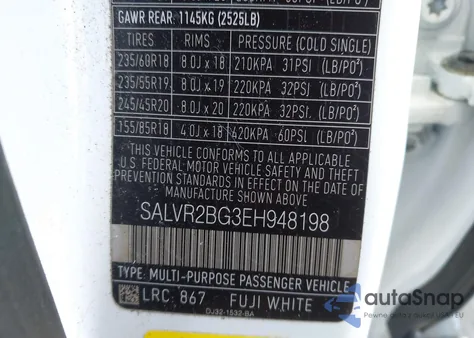 GAWR REAR: 1145KG (2525LB)
TIRES RIMS PRESSURE (COLD SINGLE)
235/60R18 8.0J x 18 210KPA 31PSI (LB/PO²)
235/55R19 8.0J x 19 220KPA 32PSI (LB/PO²)
245/45R20 8.0J x 20 220KPA 32PSI (LB/PO²)
155/85R18 4.0J x 18 420KPA 60PSI (LB/PO²)
THIS VEHICLE CONFORMS TO ALL APPLICABLE
U.S. FEDERAL MOTOR VEHICLE SAFETY AND
THEFT PREVENTION STANDARDS IN EFFECT ON THE
DATE OF MANUFACTURE SHOWN ABOVE
SALVR2BG3EH948198
TYPE: MULTI-PURPOSE PASSENGER VEHICLE
LRC: 867 FUJI WHITE
DJ32-1532-BA
autoSnap